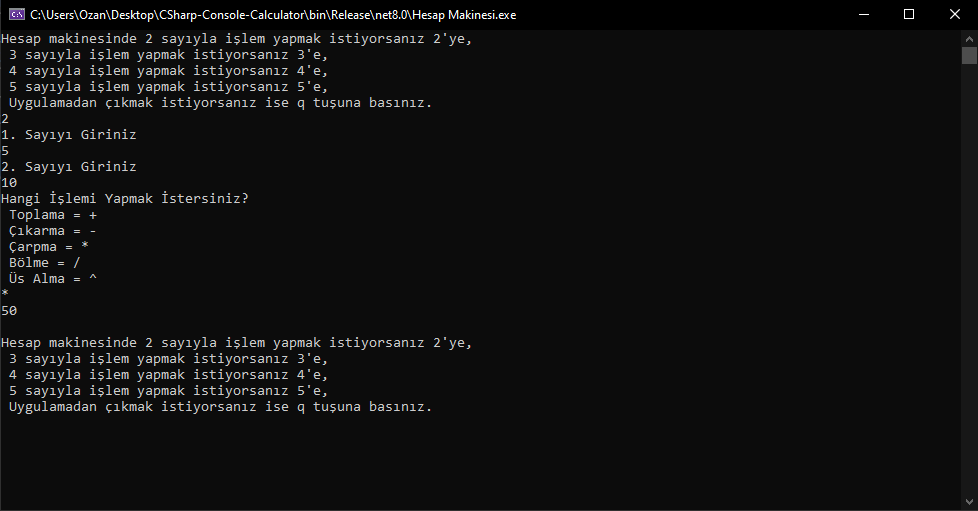 C:\Users\Ozan\Desktop\CSharp-Console-Calculator\bin\Release\net8.0\Hesap Makinesi.exe
Hesap makinesinde 2 sayıyla işlem yapmak istiyorsanız 2'ye,
3 sayıyla işlem yapmak istiyorsanız 3'e,
4 sayıyla işlem yapmak istiyorsanız 4'e,
5 sayıyla işlem yapmak istiyorsanız 5'e,
Uygulamadan çıkmak istiyorsanız ise q tuşuna basınız.
2
1. Sayıyı Giriniz
5
2. Sayıyı Giriniz
10
Hangi İşlemi Yapmak İstersiniz?
Toplama = +
Çıkarma = -
Çarpma = *
Bölme = /
Üs Alma = ^
*
50
Hesap makinesinde 2 sayıyla işlem yapmak istiyorsanız 2'ye,
3 sayıyla işlem yapmak istiyorsanız 3'e,
4 sayıyla işlem yapmak istiyorsanız 4'e,
5 sayıyla işlem yapmak istiyorsanız 5'e,
Uygulamadan çıkmak istiyorsanız ise q tuşuna basınız.